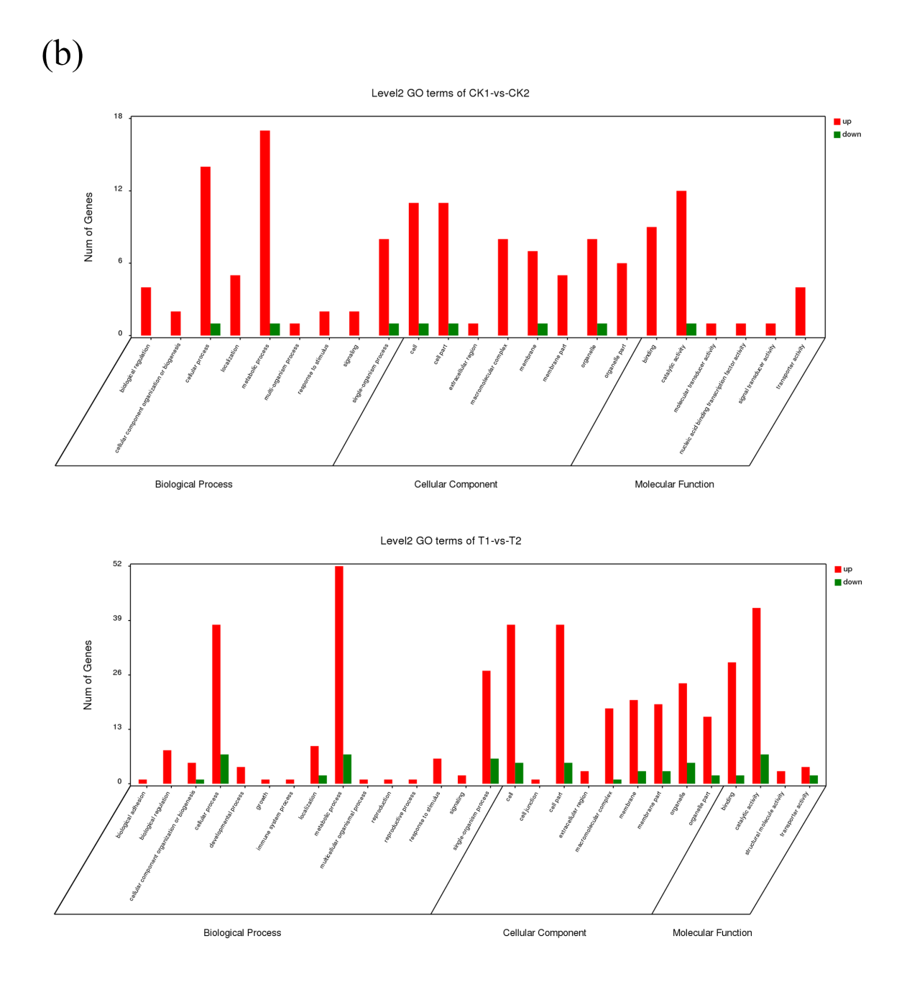 (b)
Level2 GO terms of CK1-vs-CK2
up
down
Num of Genes
18
12
6
0
biological regulation
cellular component organization or biogenesis
cellular process
localization
metabolic process
multi-organism process
response to stimulus
signaling
single-organism process
cell
cell part
extracellular region
macromolecular complex
membrane
membrane part
organelle
organelle part
binding
catalytic activity
molecular transducer activity
nucleic acid binding transcription factor activity
signal transducer activity
transporter activity
Biological Process
Cellular Component
Molecular Function
Level2 GO terms of T1-vs-T2
up
down
Num of Genes
52
39
26
13
0
biological adhesion
biological regulation
cellular component organization or biogenesis
cellular process
developmental process
growth
immune system process
localization
metabolic process
multicellular organismal process
reproduction
reproductive process
response to stimulus
signaling
single-organism process
cell
cell junction
cell part
extracellular region
macromolecular complex
membrane
membrane part
organelle
organelle part
binding
catalytic activity
structural molecule activity
transporter activity
Biological Process
Cellular Component
Molecular Function